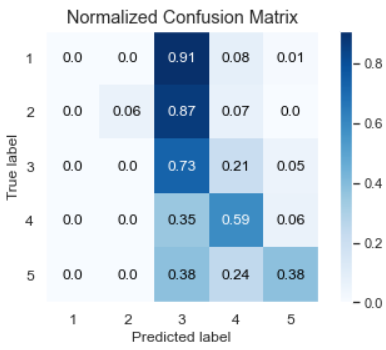 Normalized Confusion Matrix
1 0.0 0.0 0.91 0.08 0.01
2 0.0 0.06 0.87 0.07 0.0
3 0.0 0.0 0.73 0.21 0.05
4 0.0 0.0 0.35 0.59 0.06
5 0.0 0.0 0.38 0.24 0.38
1 2 3 4 5
Predicted label
True label
0.8
0.6
0.4
0.2
0.0